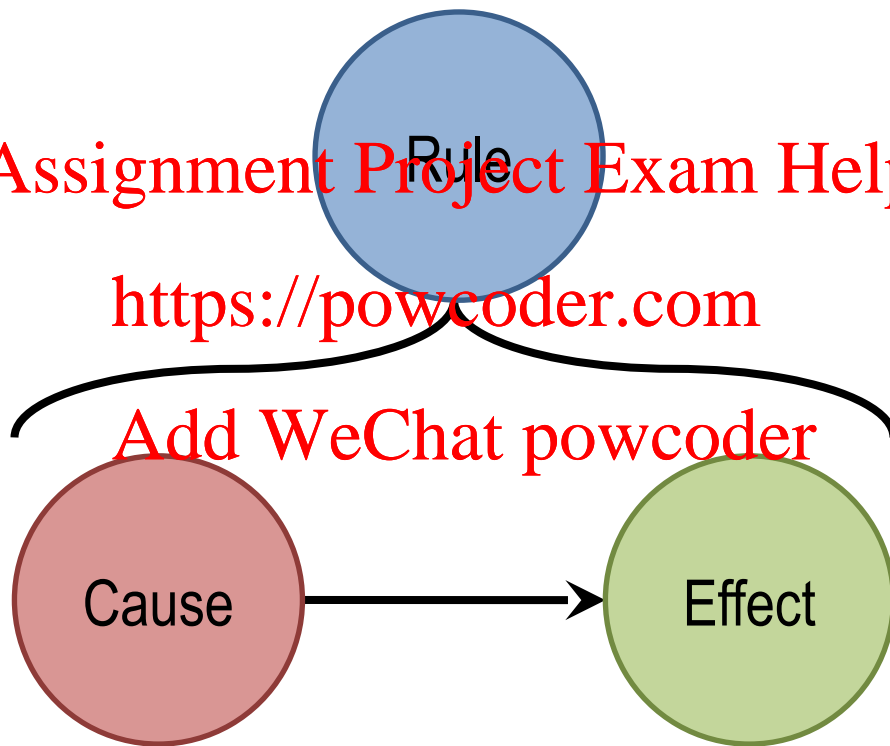 Rule
Assignment Project Exam Help
https://powcoder.com
Add WeChat powcoder
Cause
Effect